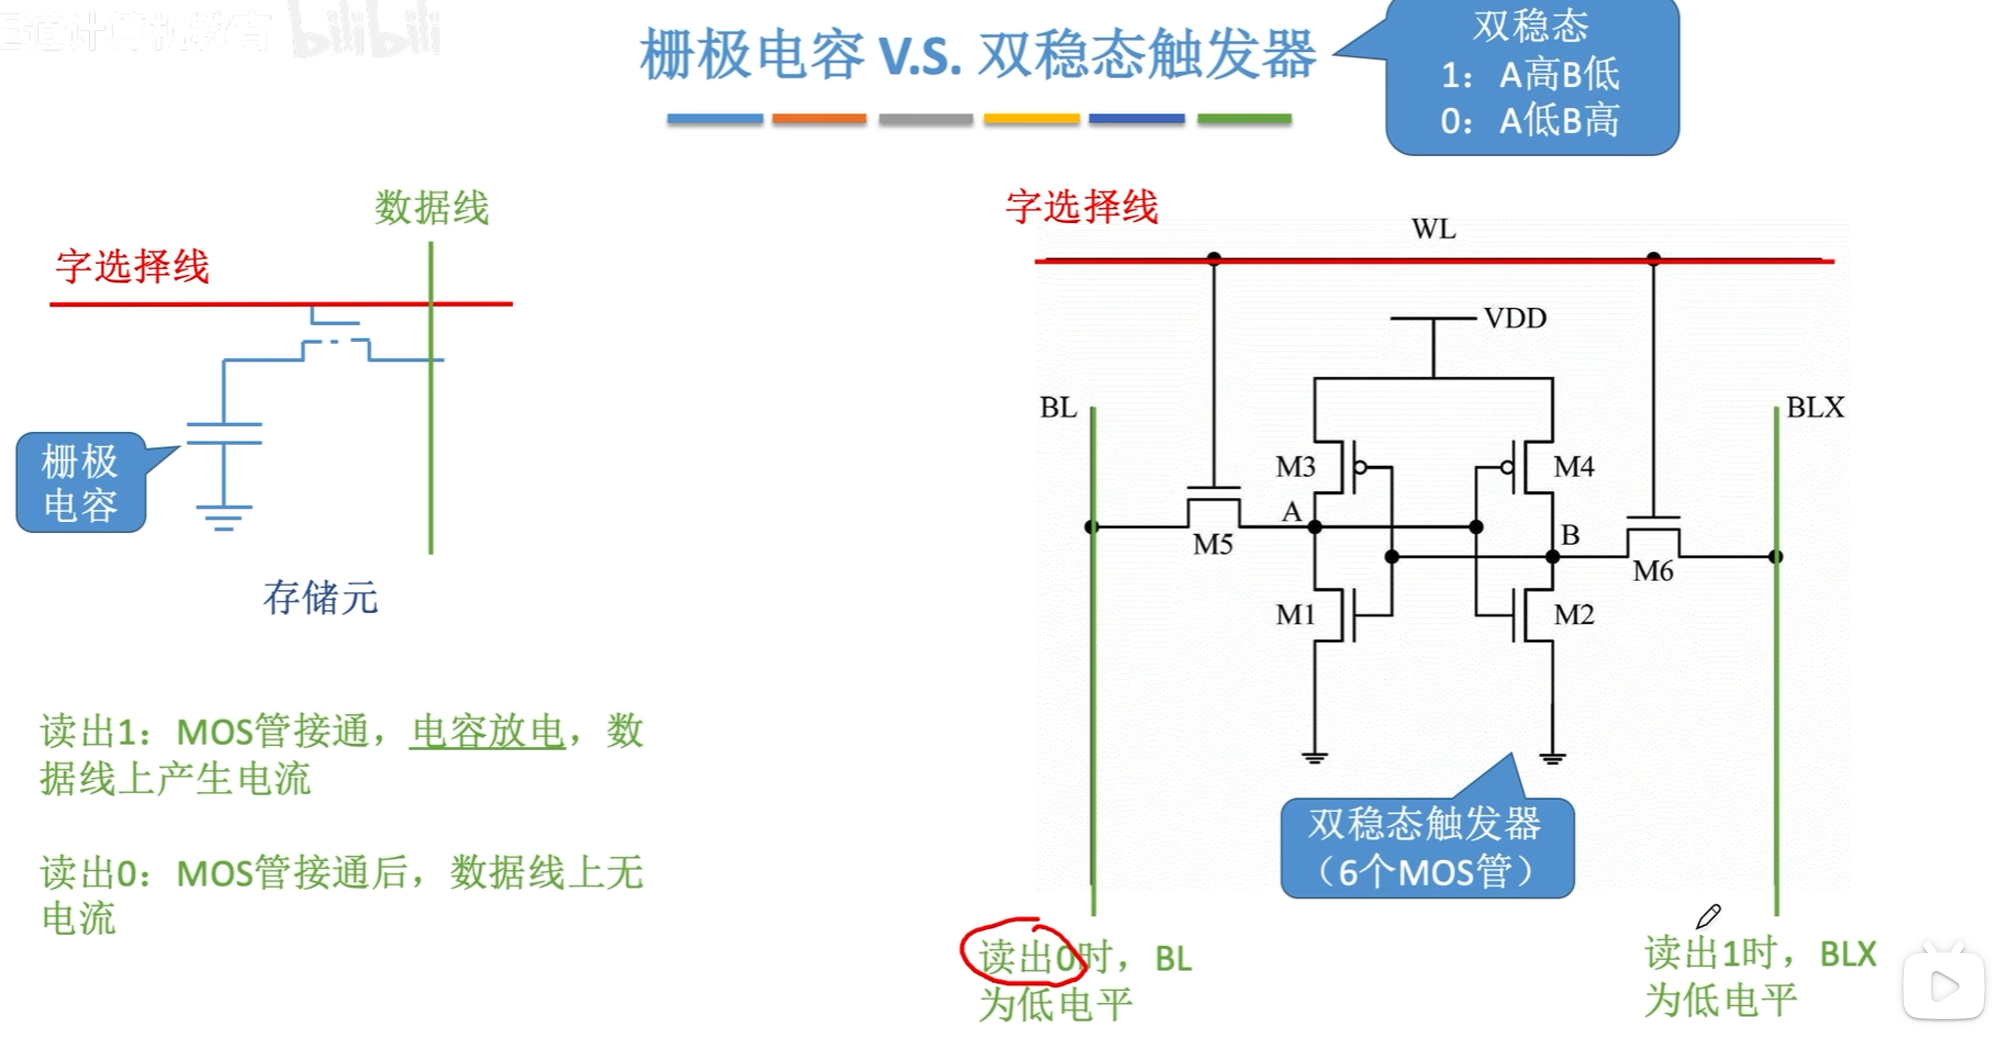 王道计算机教育 bilibili
栅极电容 V.S. 双稳态触发器
双稳态
1：A高B低
0：A低B高
数据线
字选择线
栅极
电容
存储元
读出1：MOS管接通，电容放电，数
据线上产生电流
读出0：MOS管接通后，数据线上无
电流
字选择线
WL
VDD
BL
BLX
M3
M4
A
B
M5
M6
M1
M2
双稳态触发器
（6个MOS管）
读出0时，BL
为低电平
读出1时，BLX
为低电平